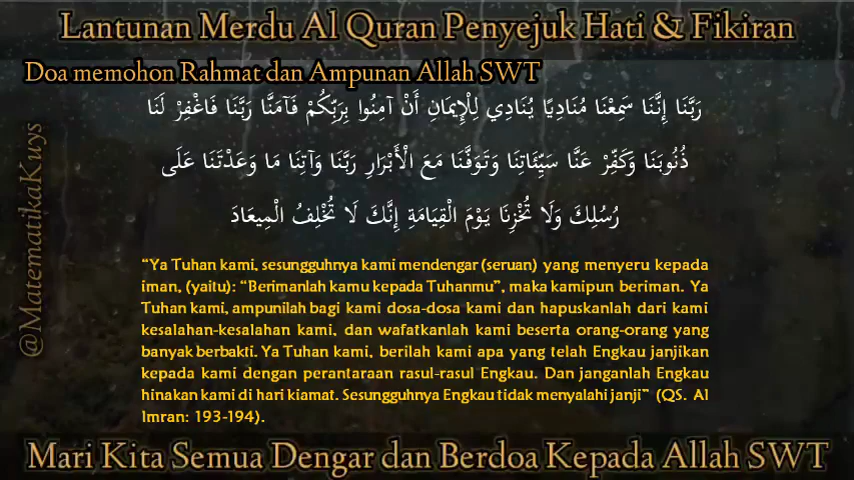 Lantunan Merdu Al Quran Penyejuk Hati & Fikiran
Doa memohon Rahmat dan Ampunan Allah SWT
رَبَّنَا إِنَّنَا سَمِعْنَا مُنَادِيًا يُنَادِي لِلْإِيمَانِ أَنْ آمِنُوا بِرَبِّكُمْ فَآمَنَّا رَبَّنَا فَاغْفِرْ لَنَا
ذُنُوبَنَا وَكَفِّرْ عَنَّا سَيِّئَاتِنَا وَتَوَفَّنَا مَعَ الْأَبْرَارِ رَبَّنَا وَآتِنَا مَا وَعَدْتَنَا عَلَى
رُسُلِكَ وَلَا تُخْزِنَا يَوْمَ الْقِيَامَةِ إِنَّكَ لَا تُخْلِفُ الْمِيعَادَ
@MatematikaKuys
“Ya Tuhan kami, sesungguhnya kami mendengar (seruan) yang menyeru kepada
iman, (yaitu): “Berimanlah kamu kepada Tuhanmu”, maka kamipun beriman. Ya
Tuhan kami, ampunilah bagi kami dosa-dosa kami dan hapuskanlah dari kami
kesalahan-kesalahan kami, dan wafatkanlah kami beserta orang-orang yang
banyak berbakti. Ya Tuhan kami, berilah kami apa yang telah Engkau janjikan
kepada kami dengan perantaraan rasul-rasul Engkau. Dan janganlah Engkau
hinakan kami di hari kiamat. Sesungguhnya Engkau tidak menyalahi janji” (QS. Al
Imran: 193-194).
Mari Kita Semua Dengar dan Berdoa Kepada Allah SWT